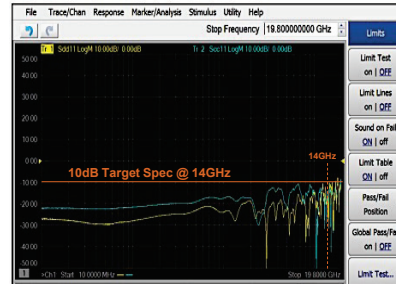 File Trace/Chan Response Marker/Analysis Stimulus Utility Help
Stop Frequency 19.800000000 GHz
Limits
Tr 1 Sdd11 LogM 10.00dB/ 0.00dB
Tr 2 Scc11 LogM 10.00dB/ 0.00dB
50.00
40.00
30.00
20.00
10.00
0.00
-10.00
-20.00
-30.00
-40.00
-50.00
10dB Target Spec @ 14GHz
14GHz
1
>Ch1: Start 10.0000 MHz
Stop 19.8000 GHz
Limit Test
on | OFF
Limit Lines
on | OFF
Sound on Fail
ON | off
Limit Table
ON | off
Pass/Fail
Position
Global Pass/Fa
on | OFF
Limit Test...